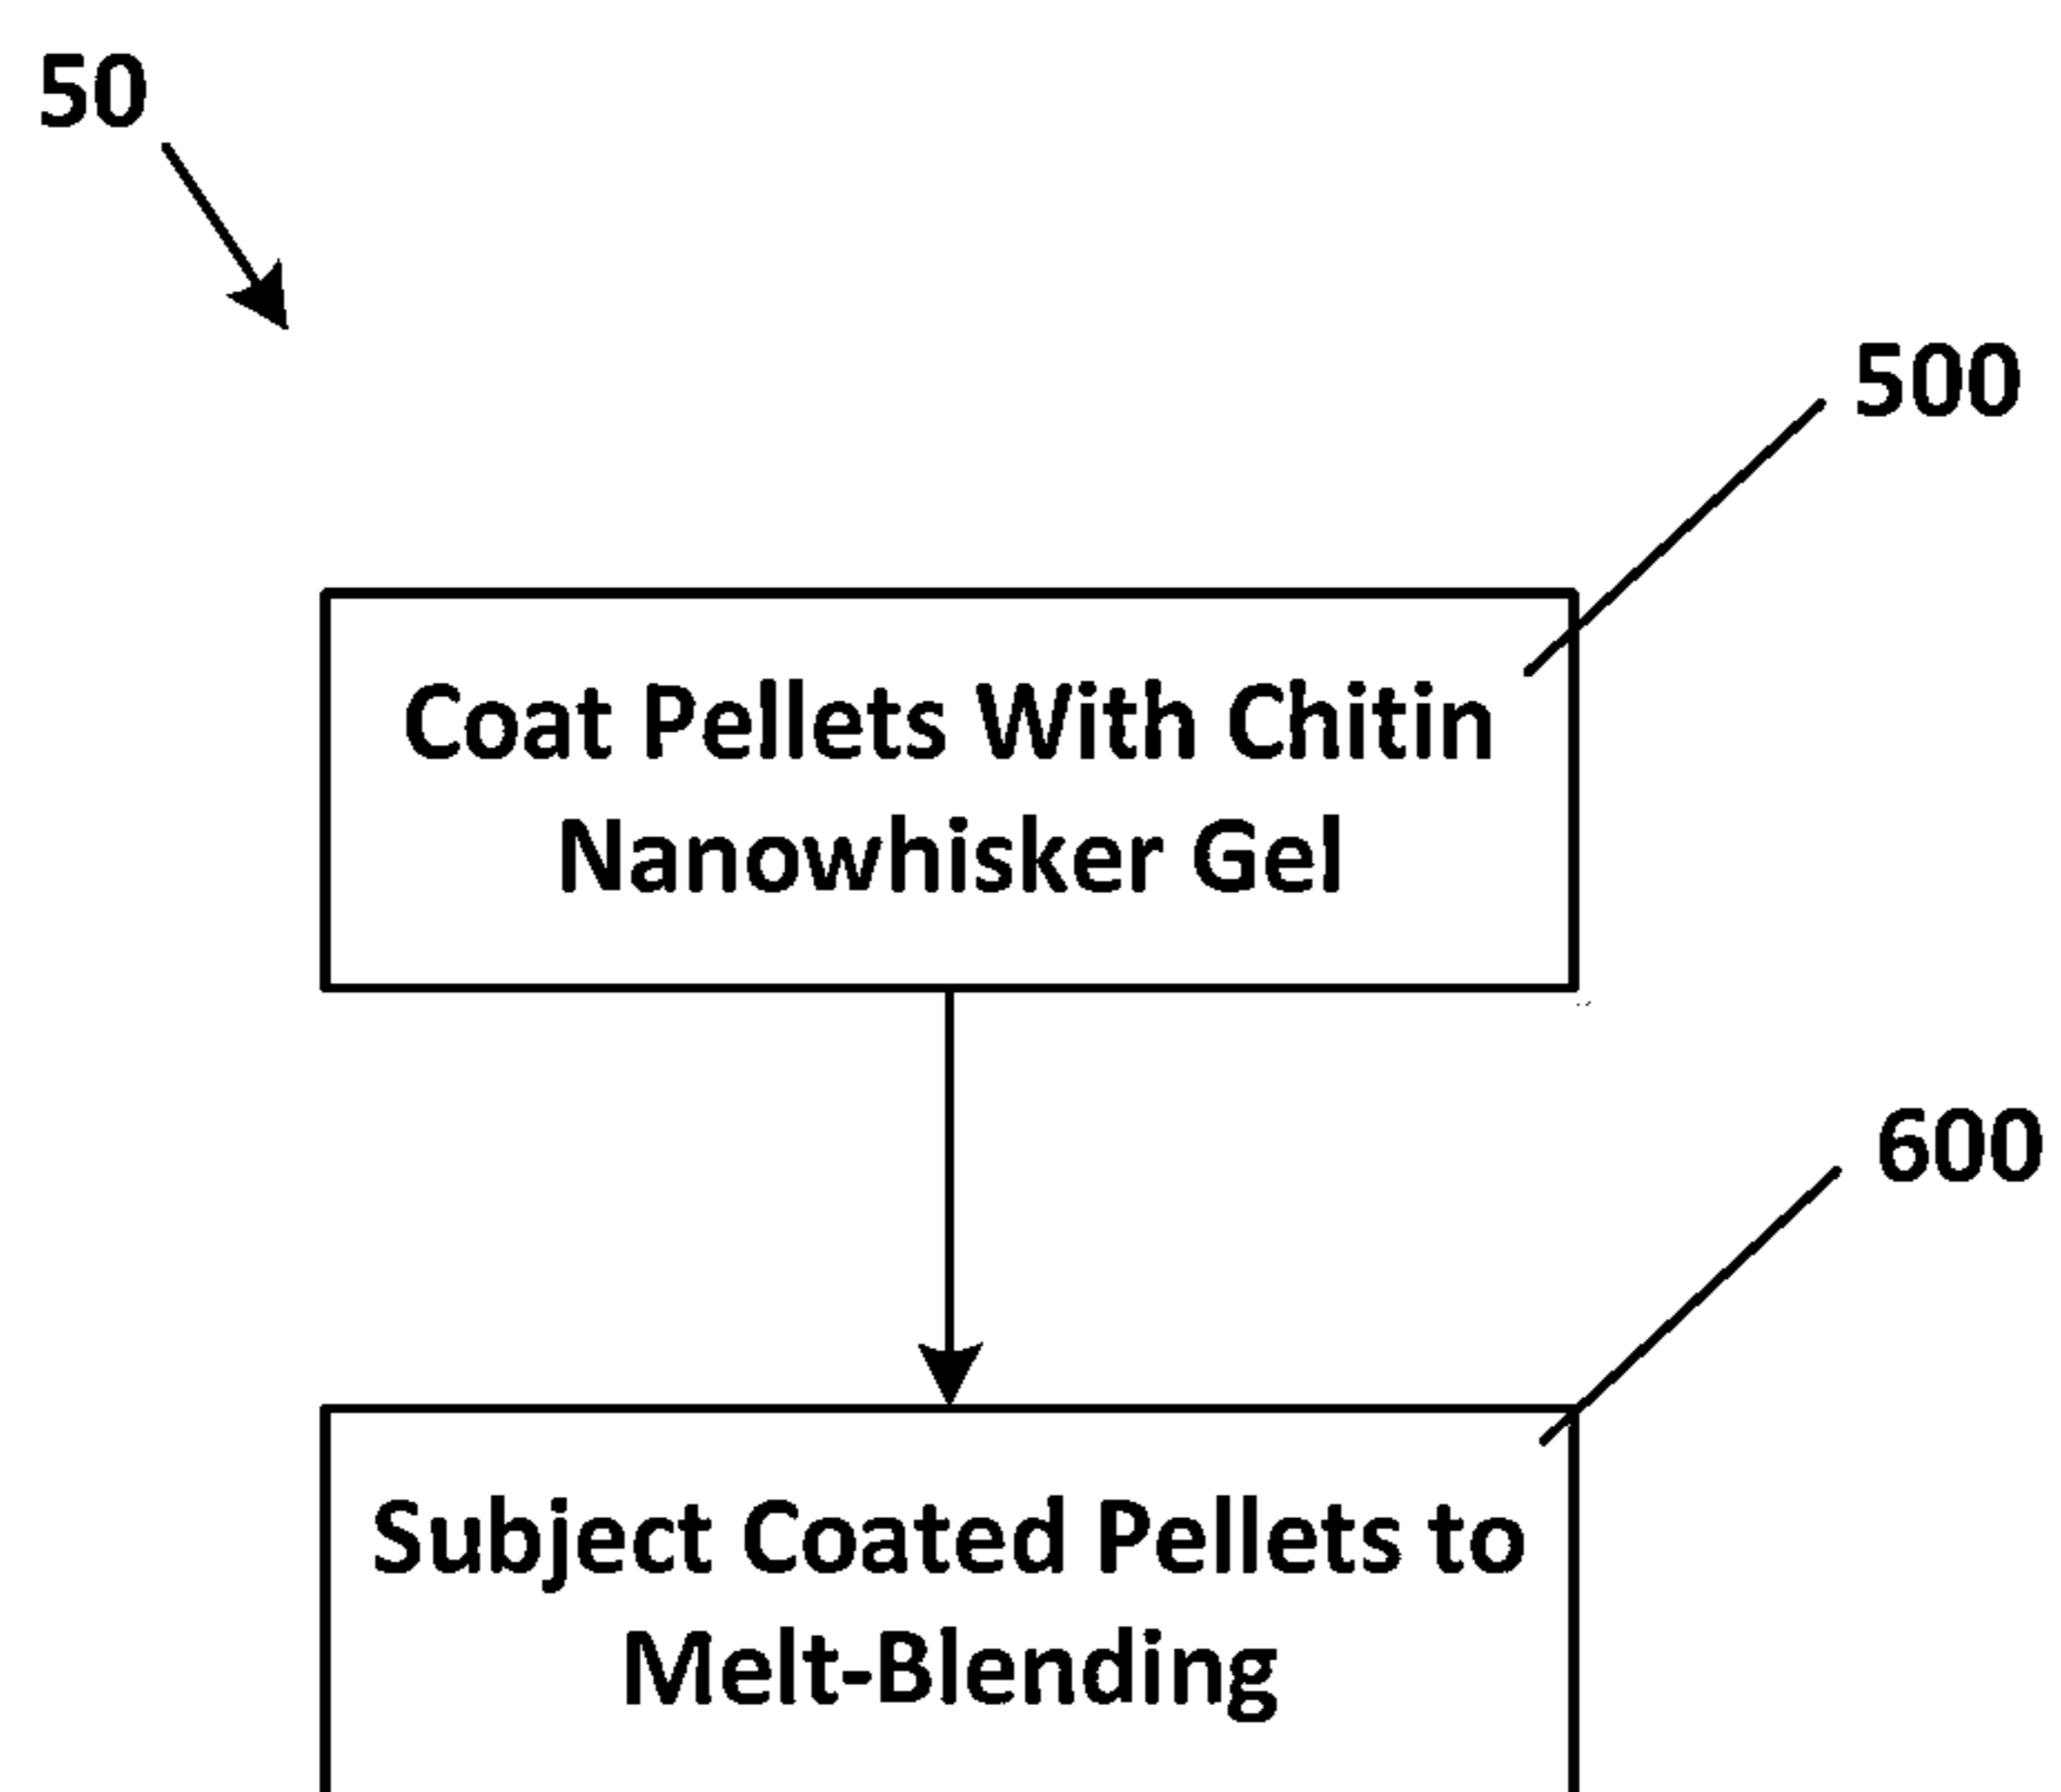 50
500
Coat Pellets With Chitin
Nanowhisker Gel
600
Subject Coated Pellets to
Melt-Blending